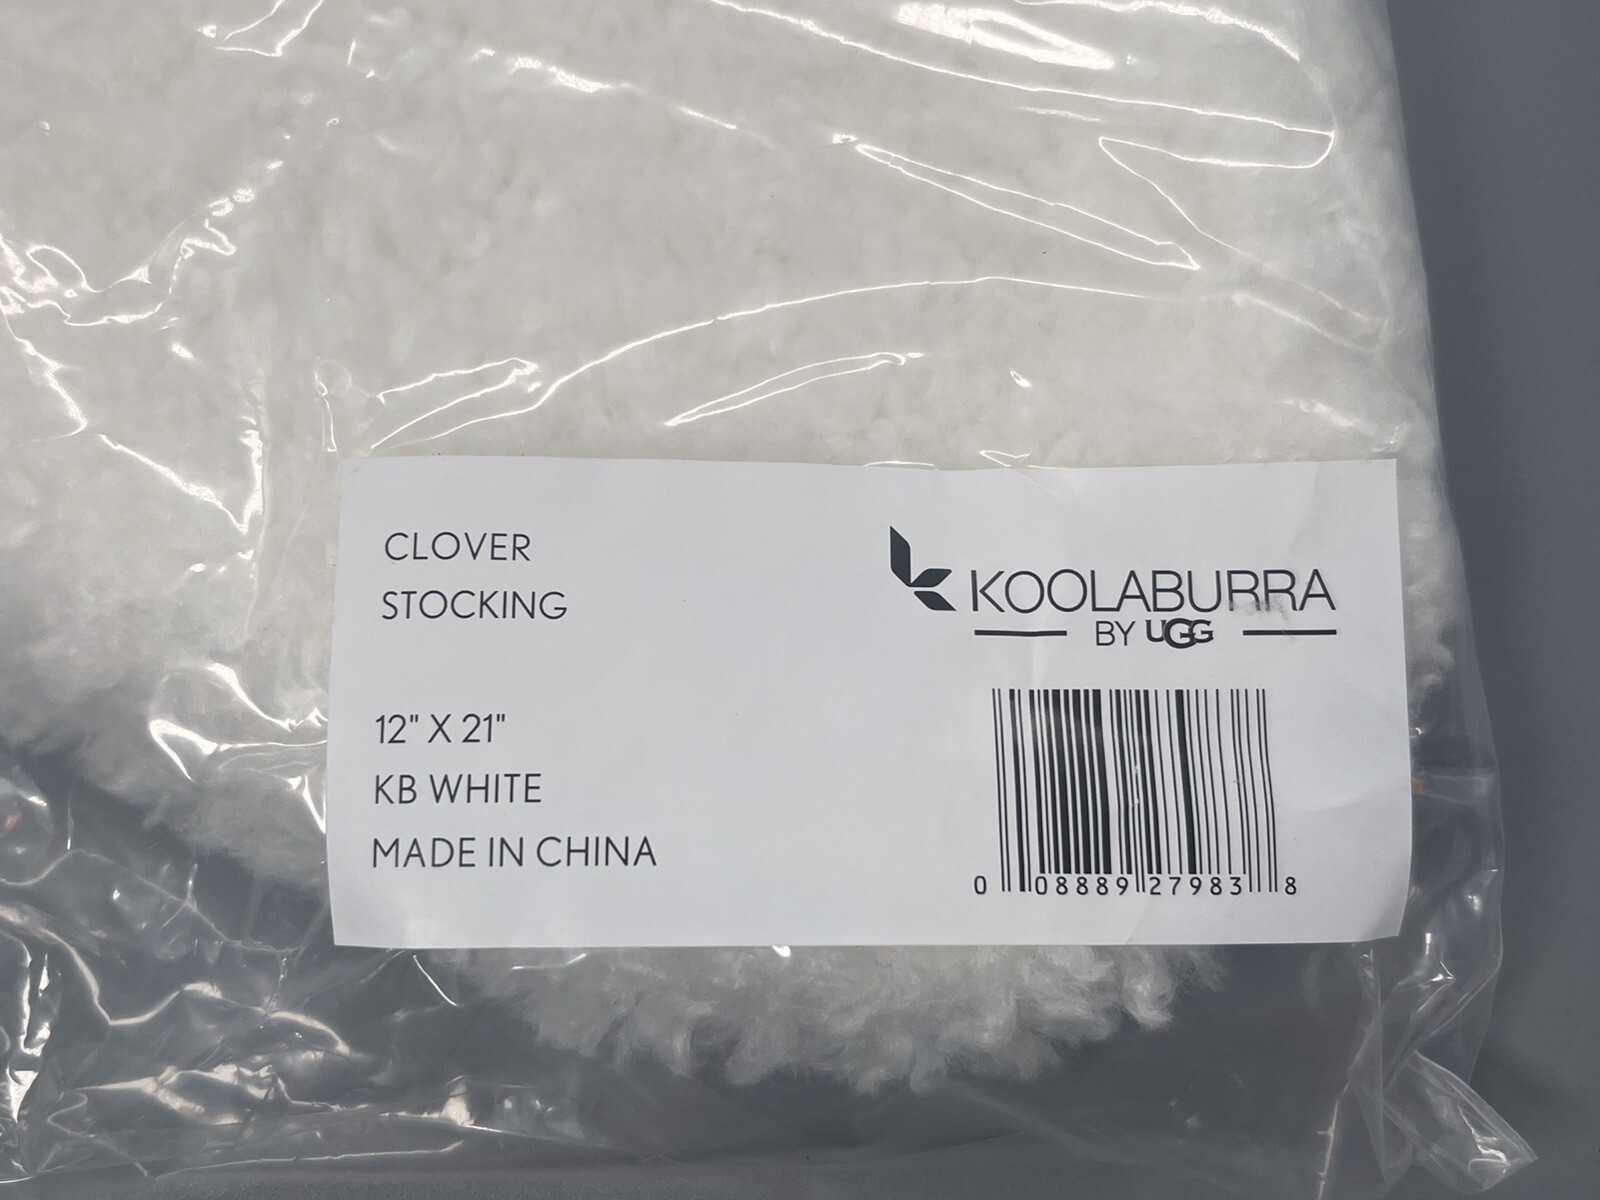 CLOVER
STOCKING
12" X 21"
KB WHITE
MADE IN CHINA
KOOLABURRA
BY UGG
0 08889 27983 8